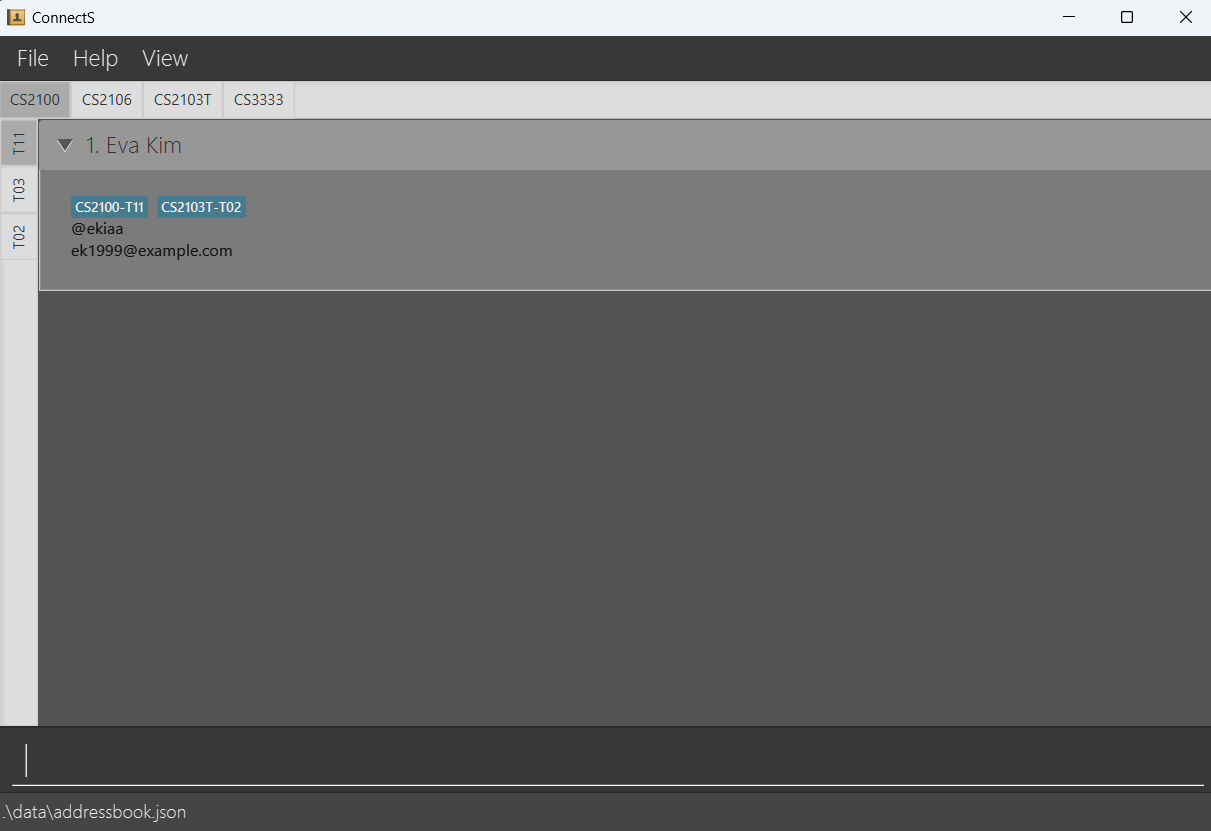 ConnectS
File Help View
CS2100 CS2106 CS2103T CS3333
T11
T03
T02
1. Eva Kim
CS2100-T11 CS2103T-T02
@ekiaa
ek1999@example.com
.\data\addressbook.json